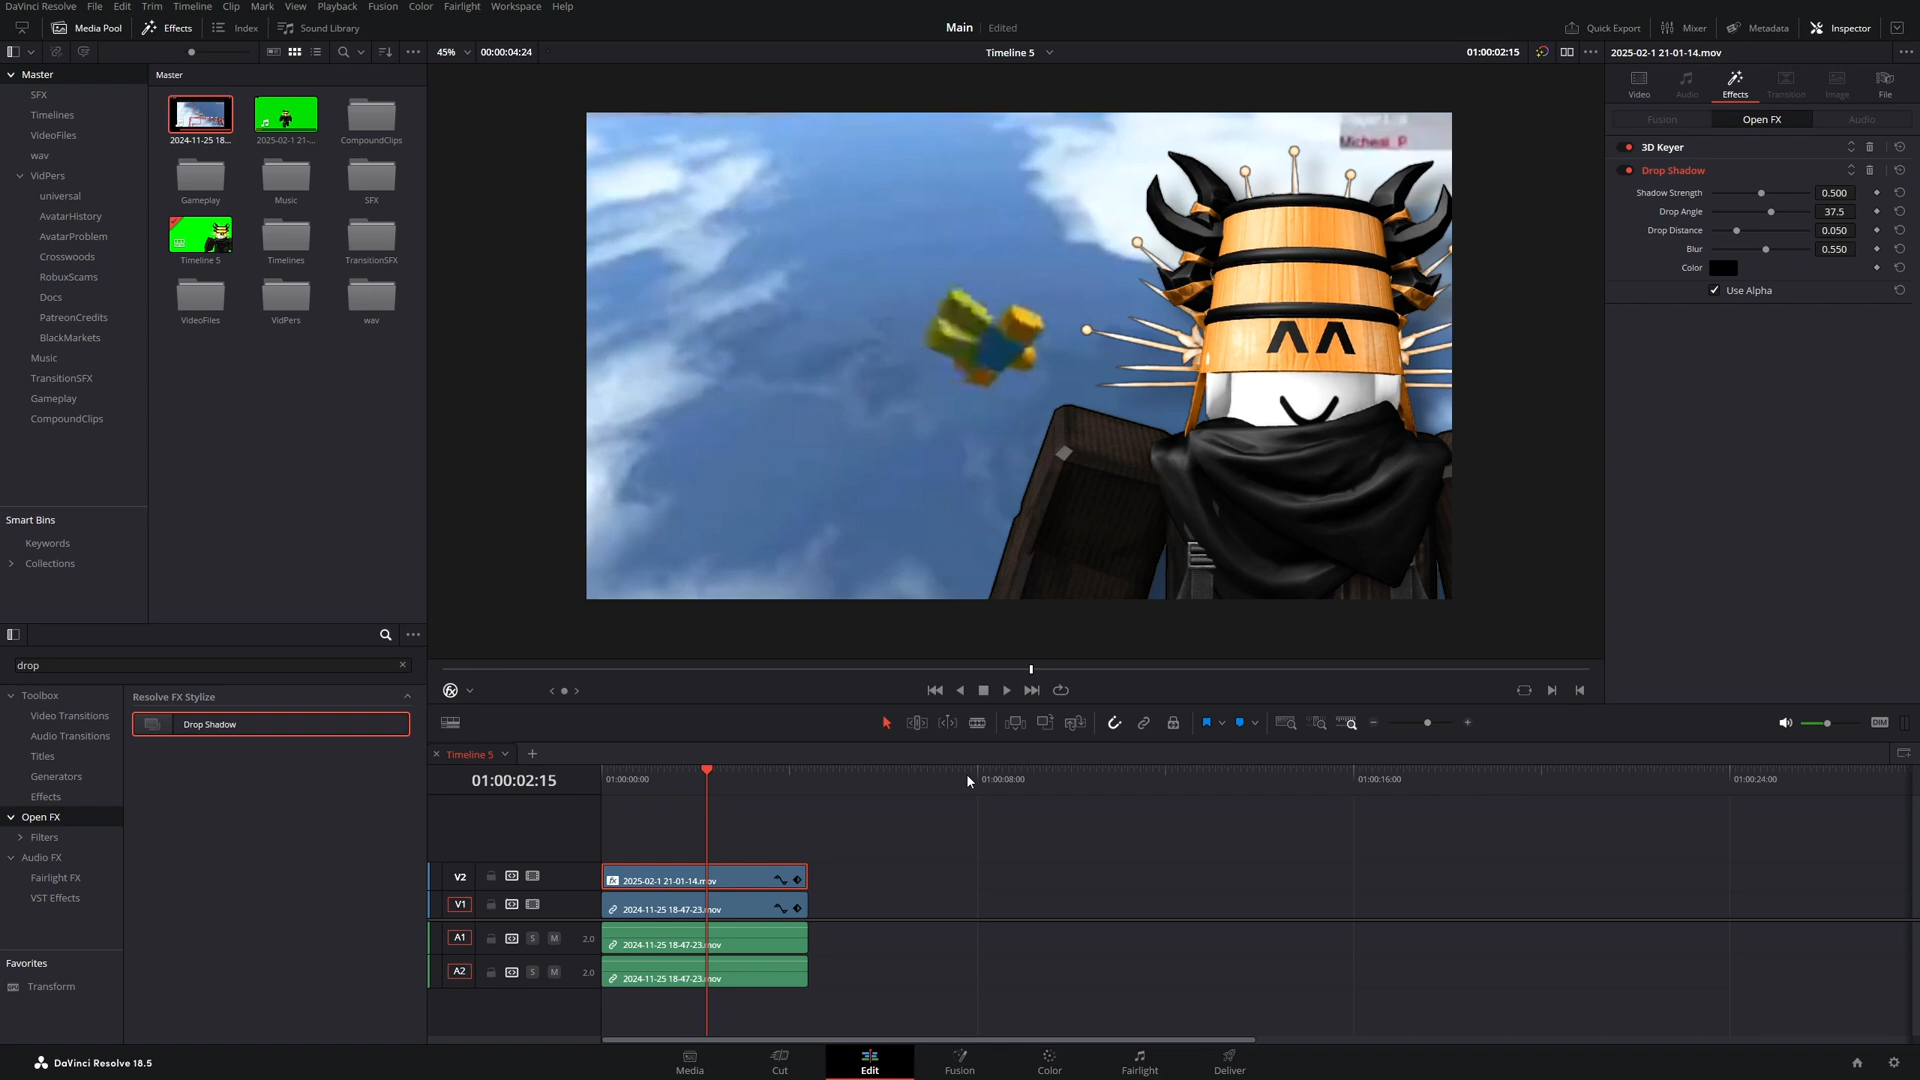 DaVinci Resolve File Edit Trim Timeline Clip Mark View Playback Fusion Color Fairlight Workspace Help
Media Pool Effects Index Sound Library
Main Edited
Quick Export Mixer Metadata Inspector
45% 00:00:04:24 Timeline 5 01:00:02:15
2025-02-1 21-01-14.mov
Master
SFX
Timelines
VideoFiles
wav
VidPers
universal
AvatarHistory
AvatarProblem
Crosswoods
RobuxScams
Docs
PatreonCredits
BlackMarkets
Music
TransitionSFX
Gameplay
CompoundClips
Smart Bins
Keywords
Collections
Master
2024-11-25 18... 2025-02-1 21-... CompoundClips
Gameplay Music SFX
Timeline 5 Timelines TransitionSFX
VideoFiles VidPers wav
Micheal_P
Video Audio Effects Transition Image File
Fusion Open FX Audio
3D Keyer
Drop Shadow
Shadow Strength 0.500
Drop Angle 37.5
Drop Distance 0.050
Blur 0.550
Color
Use Alpha
drop
Toolbox
Video Transitions
Audio Transitions
Titles
Generators
Effects
Open FX
Filters
Audio FX
Fairlight FX
VST Effects
Favorites
Transform
Resolve FX Stylize
Drop Shadow
DIM
Timeline 5
01:00:02:15 01:00:00:00 01:00:08:00 01:00:16:00 01:00:24:00
V2 fx 2025-02-1 21-01-14.mov
V1 2024-11-25 18-47-23.mov
A1 S M 2.0 2024-11-25 18-47-23.mov
A2 S M 2.0 2024-11-25 18-47-23.mov
DaVinci Resolve 18.5
Media Cut Edit Fusion Color Fairlight Deliver